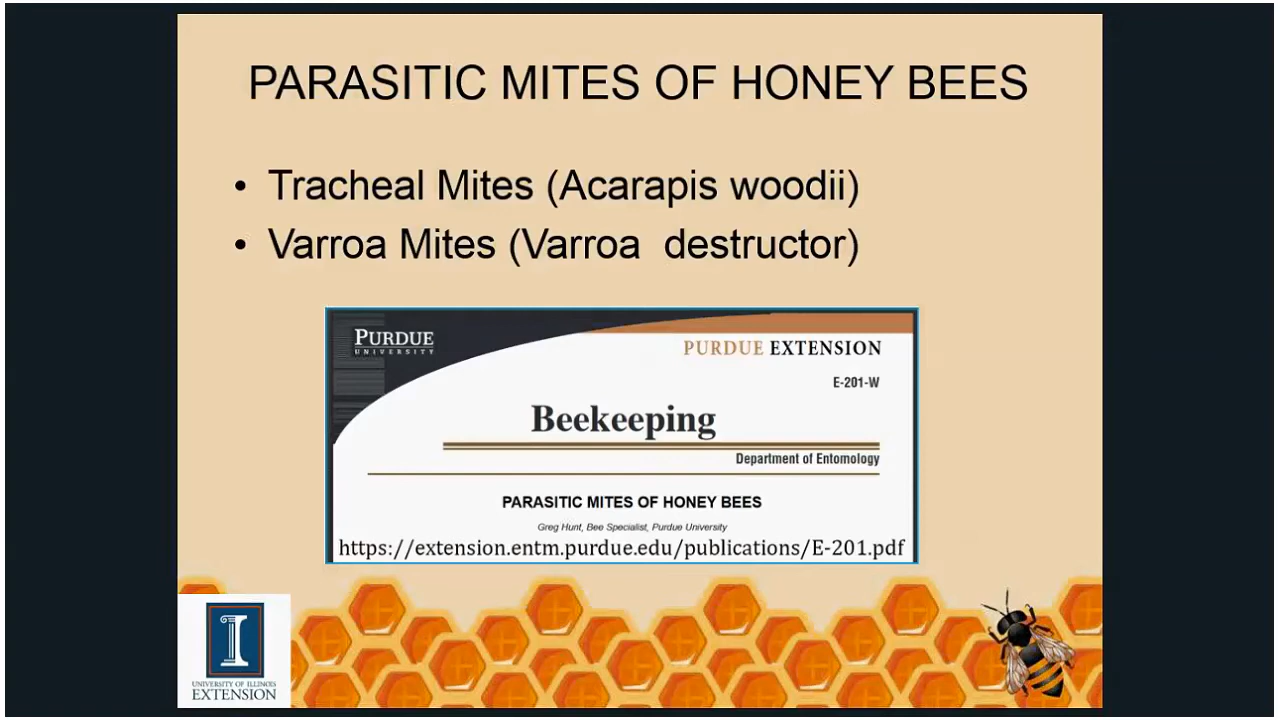 PARASITIC MITES OF HONEY BEES
• Tracheal Mites (Acarapis woodii)
• Varroa Mites (Varroa destructor)
PURDUE
UNIVERSITY
PURDUE EXTENSION
E-201-W
Beekeeping
Department of Entomology
PARASITIC MITES OF HONEY BEES
Greg Hunt, Bee Specialist, Purdue University
https://extension.entm.purdue.edu/publications/E-201.pdf
I
UNIVERSITY OF ILLINOIS
EXTENSION